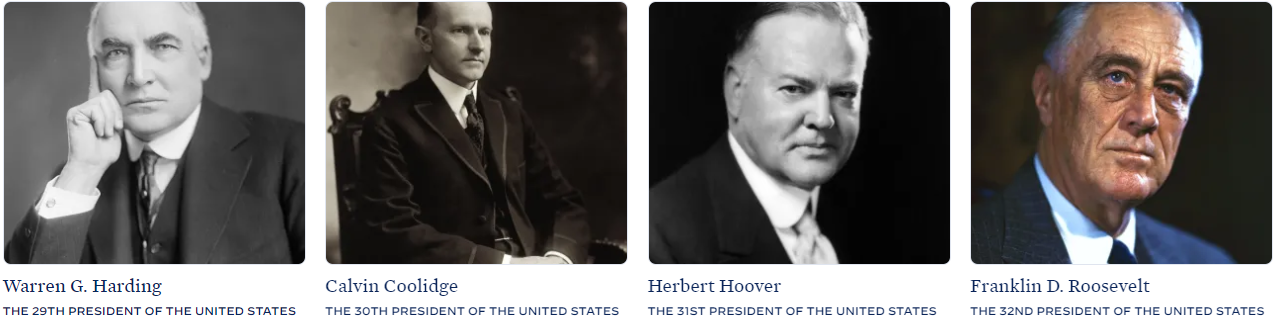 Warren G. Harding
THE 29TH PRESIDENT OF THE UNITED STATES
Calvin Coolidge
THE 30TH PRESIDENT OF THE UNITED STATES
Herbert Hoover
THE 31ST PRESIDENT OF THE UNITED STATES
Franklin D. Roosevelt
THE 32ND PRESIDENT OF THE UNITED STATES